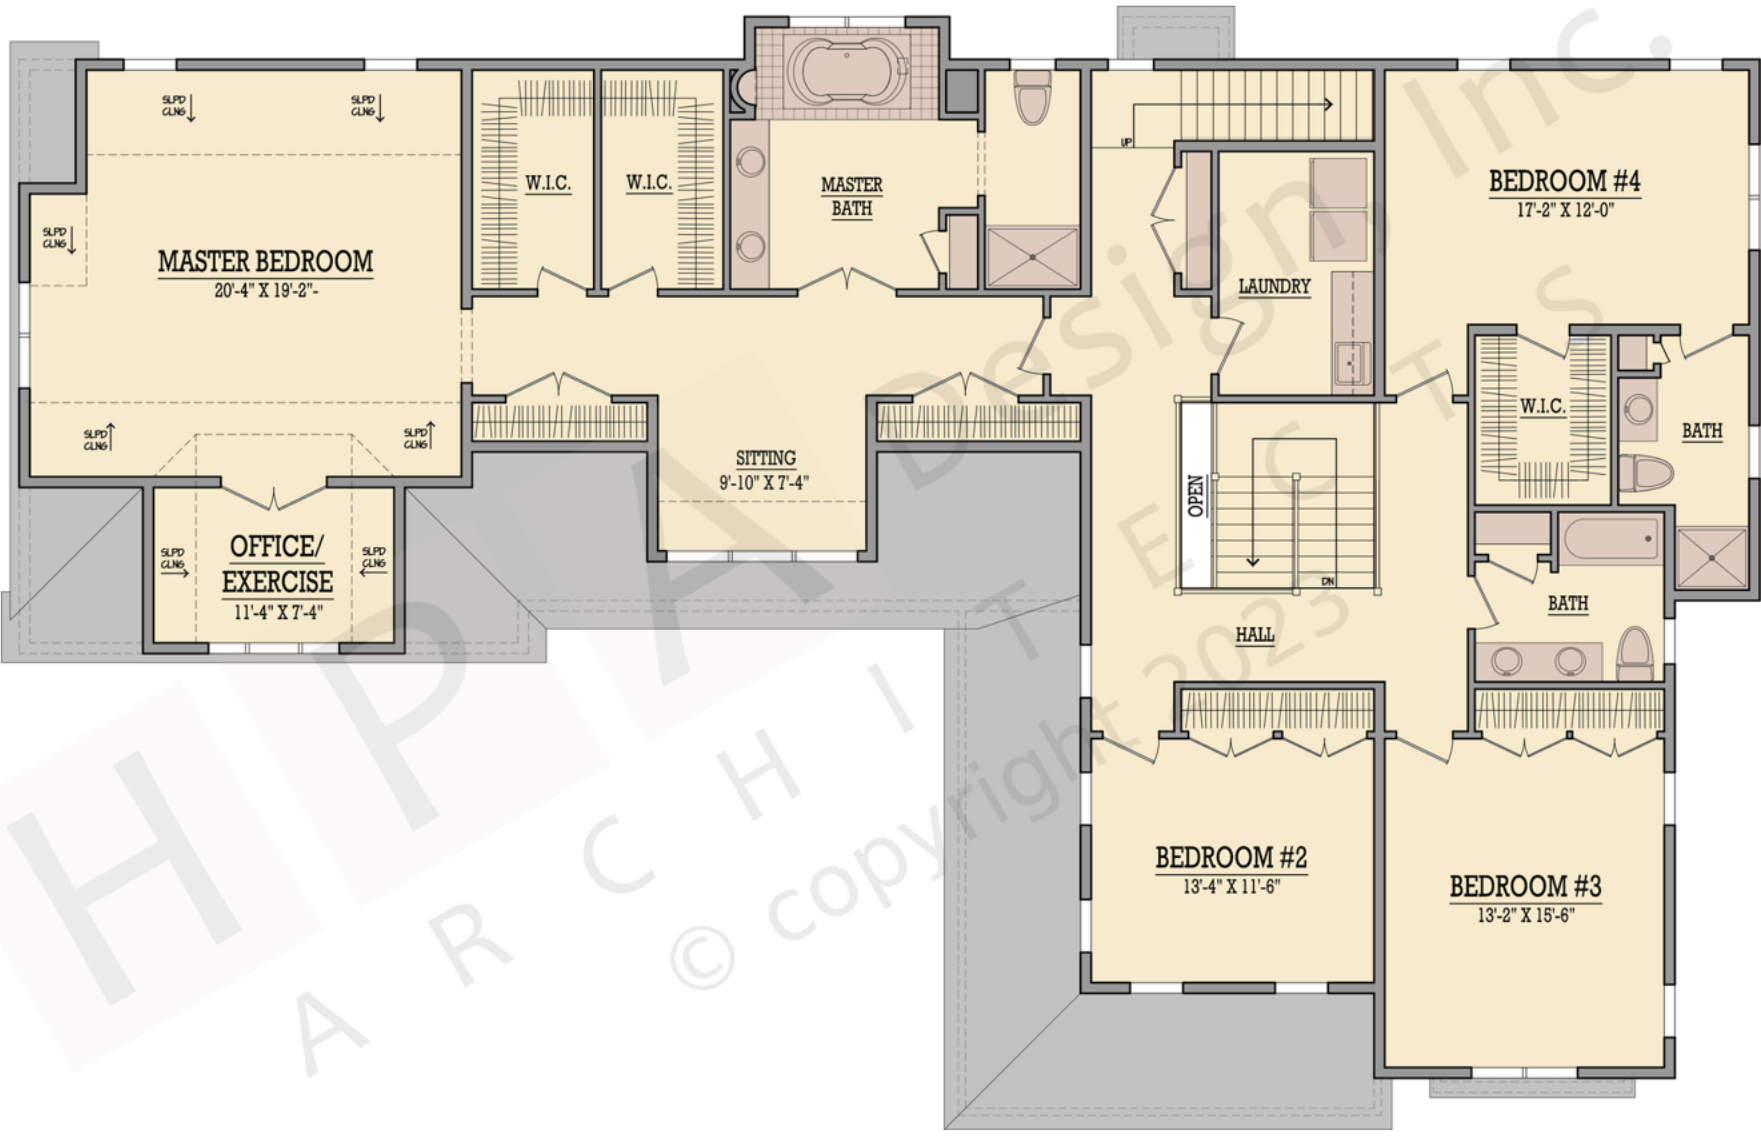 SLPD
CLNG
SLPD
CLNG
SLPD
CLNG
MASTER BEDROOM
20'-4" X 19'-2"-
SLPD
CLNG
SLPD
CLNG
W.I.C.
W.I.C.
MASTER
BATH
UP
LAUNDRY
BEDROOM #4
17'-2" X 12'-0"
SITTING
9'-10" X 7'-4"
OPEN
DN
W.I.C.
BATH
SLPD
CLNG
OFFICE/
EXERCISE
11'-4" X 7'-4"
SLPD
CLNG
HALL
BATH
BEDROOM #2
13'-4" X 11'-6"
BEDROOM #3
13'-2" X 15'-6"
HPA Design, Inc.
ARCHITECTS
© copyright 2023